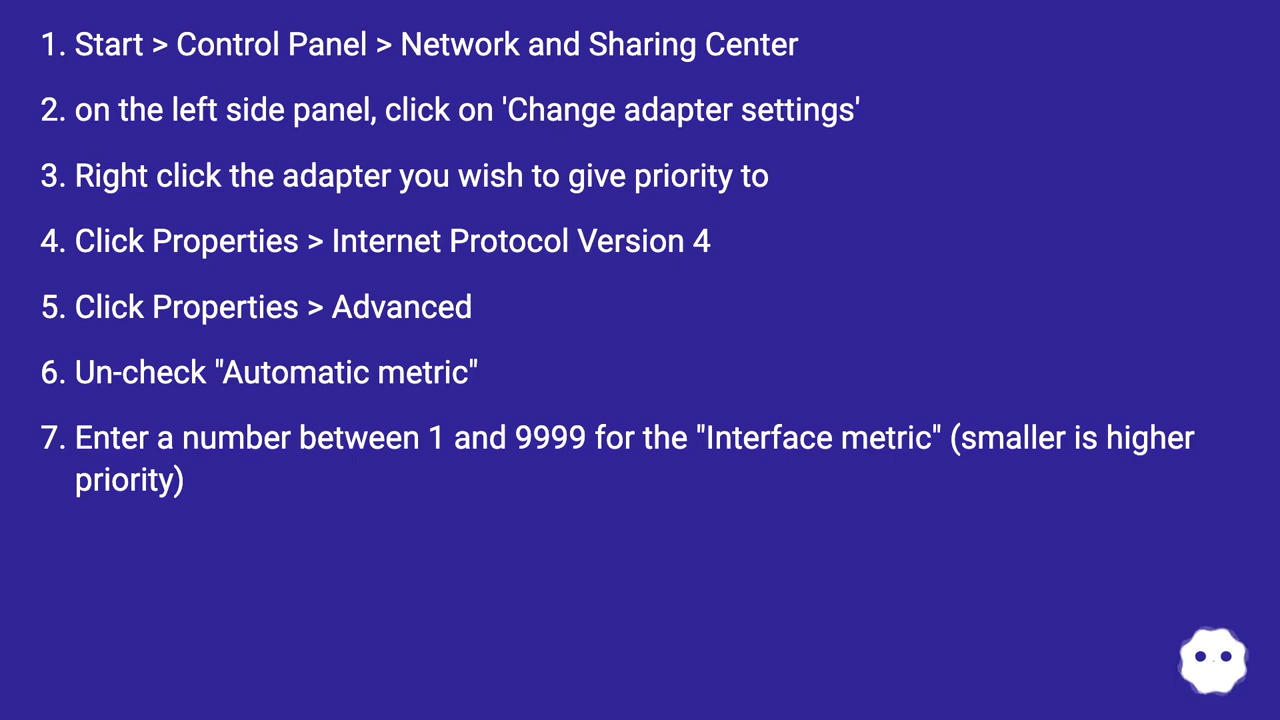 1. Start > Control Panel > Network and Sharing Center
2. on the left side panel, click on 'Change adapter settings'
3. Right click the adapter you wish to give priority to
4. Click Properties > Internet Protocol Version 4
5. Click Properties > Advanced
6. Un-check "Automatic metric"
7. Enter a number between 1 and 9999 for the "Interface metric" (smaller is higher
priority)